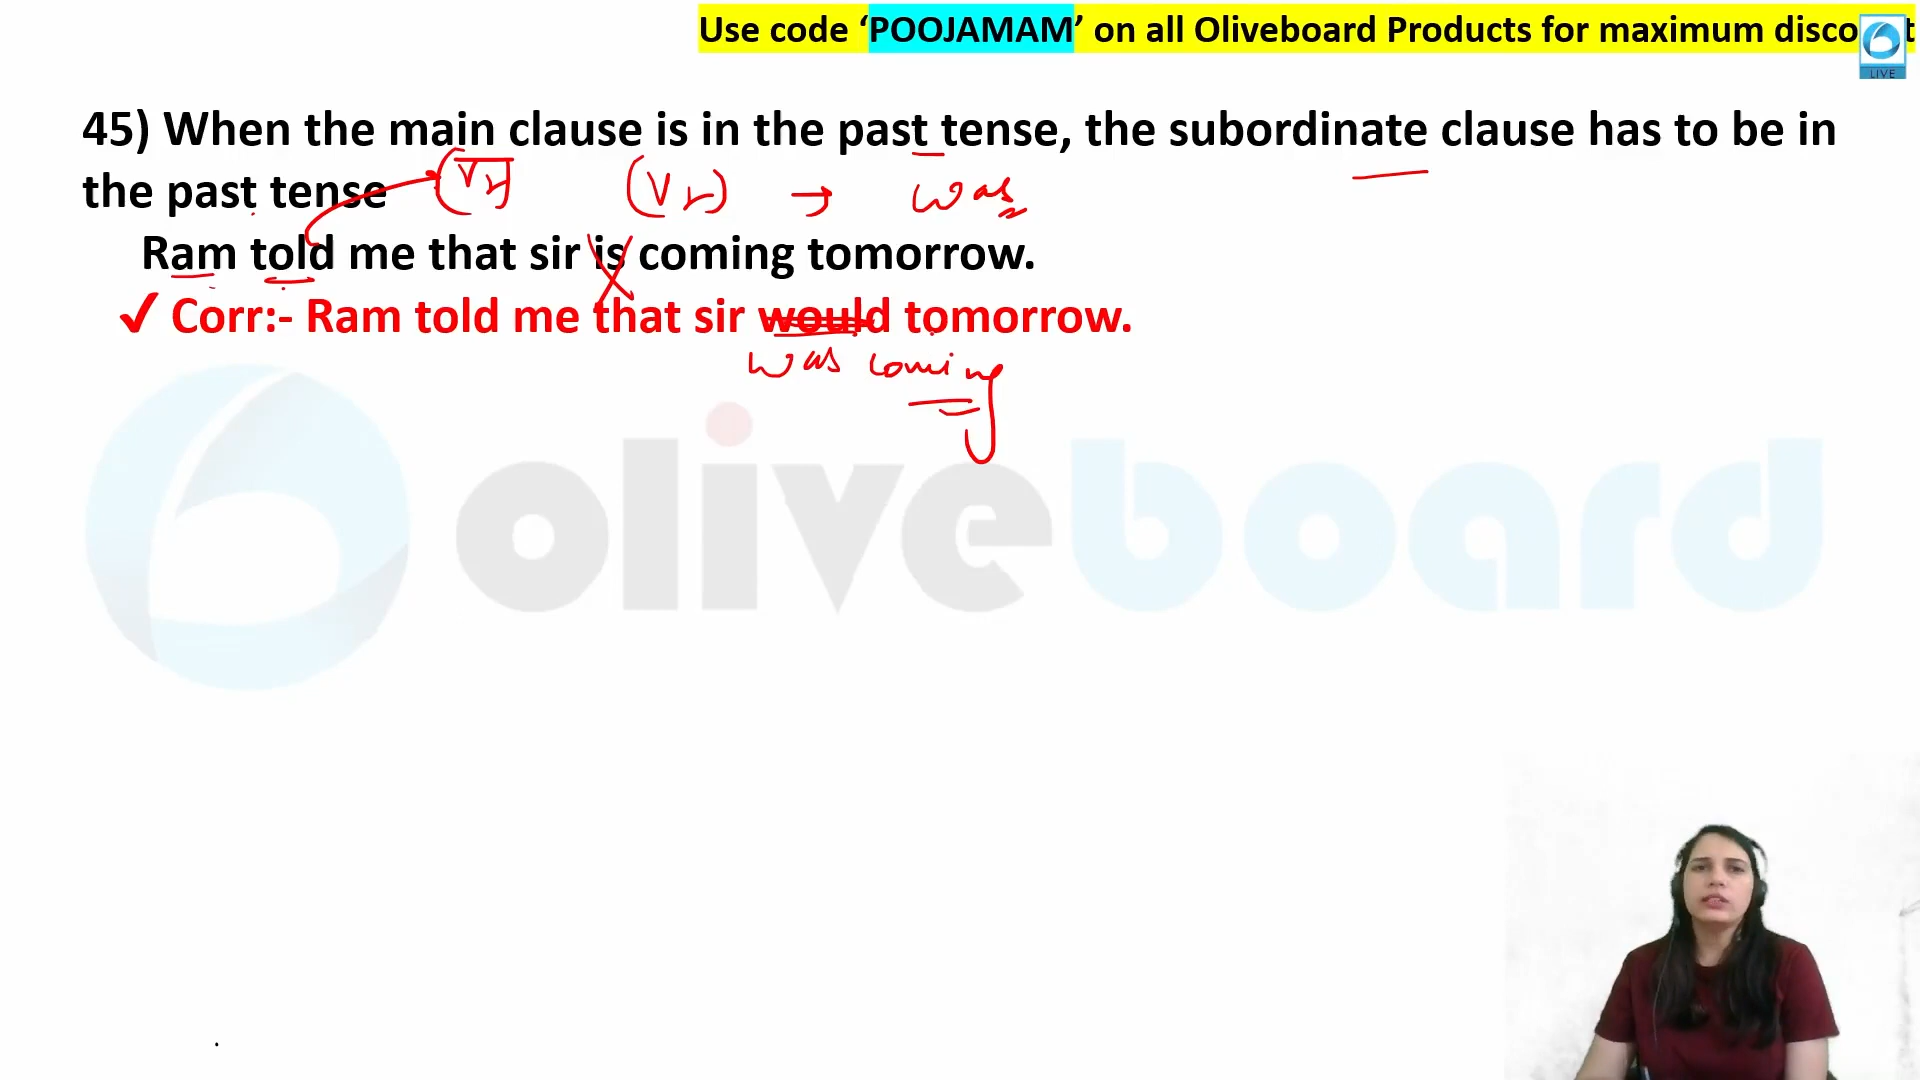 Use code ‘POOJAMAM’ on all Oliveboard Products for maximum disco t
LIVE
45) When the main clause is in the past tense, the subordinate clause has to be in
the past tense
(Vr) → was
Ram told me that sir is coming tomorrow.
✓ Corr:- Ram told me that sir would tomorrow.
was coming
oliveboard